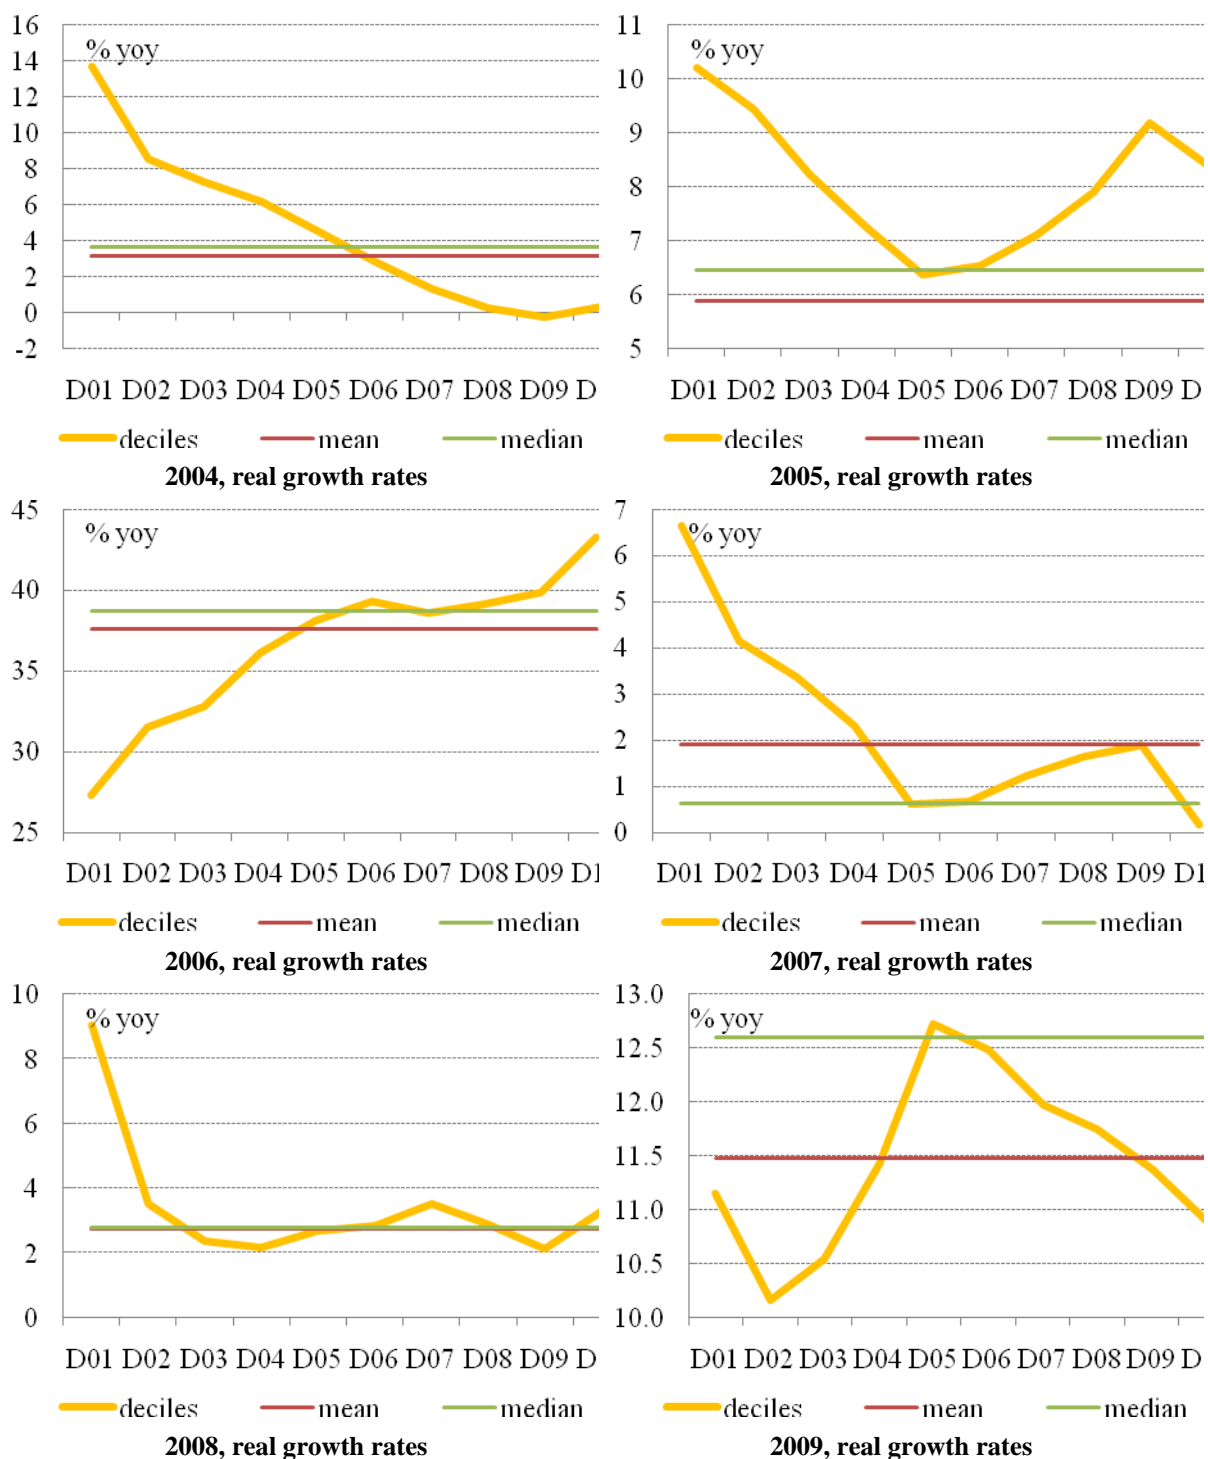 16
% yoy
14
12
10
8
6
4
2
0
-2
D01 D02 D03 D04 D05 D06 D07 D08 D09 D
deciles mean median
2004, real growth rates
11
% yoy
10
9
8
7
6
5
D01 D02 D03 D04 D05 D06 D07 D08 D09 D
deciles mean median
2005, real growth rates
45
% yoy
40
35
30
25
D01 D02 D03 D04 D05 D06 D07 D08 D09 D1
deciles mean median
2006, real growth rates
7
% yoy
6
5
4
3
2
1
0
D01 D02 D03 D04 D05 D06 D07 D08 D09 D1
deciles mean median
2007, real growth rates
10
% yoy
8
6
4
2
0
D01 D02 D03 D04 D05 D06 D07 D08 D09 D
deciles mean median
2008, real growth rates
13.0
% yoy
12.5
12.0
11.5
11.0
10.5
10.0
D01 D02 D03 D04 D05 D06 D07 D08 D09 D
deciles mean median
2009, real growth rates